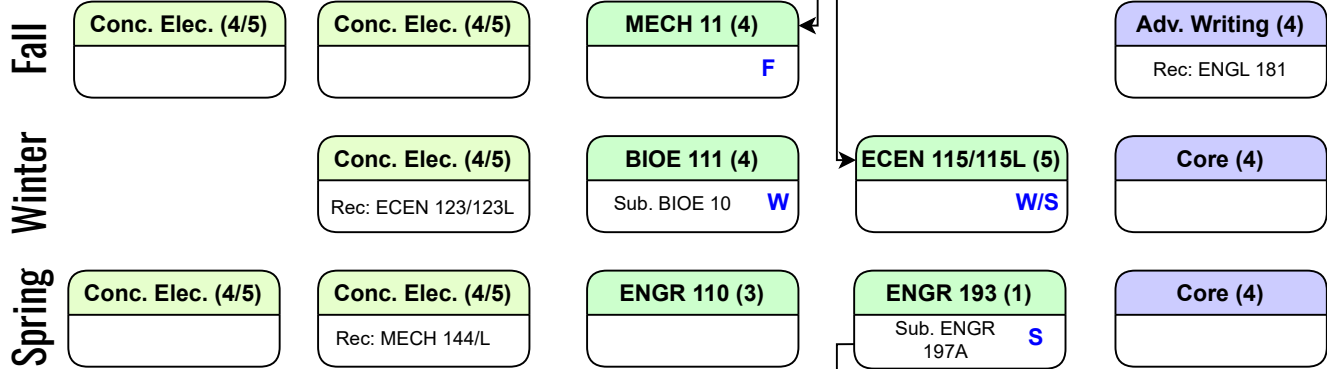 Fall
Conc. Elec. (4/5)
Conc. Elec. (4/5)
MECH 11 (4)
F
Adv. Writing (4)
Rec: ENGL 181
Winter
Conc. Elec. (4/5)
Rec: ECEN 123/123L
BIOE 111 (4)
Sub. BIOE 10
W
ECEN 115/115L (5)
W/S
Core (4)
Spring
Conc. Elec. (4/5)
Conc. Elec. (4/5)
Rec: MECH 144/L
ENGR 110 (3)
ENGR 193 (1)
Sub. ENGR
197A
S
Core (4)